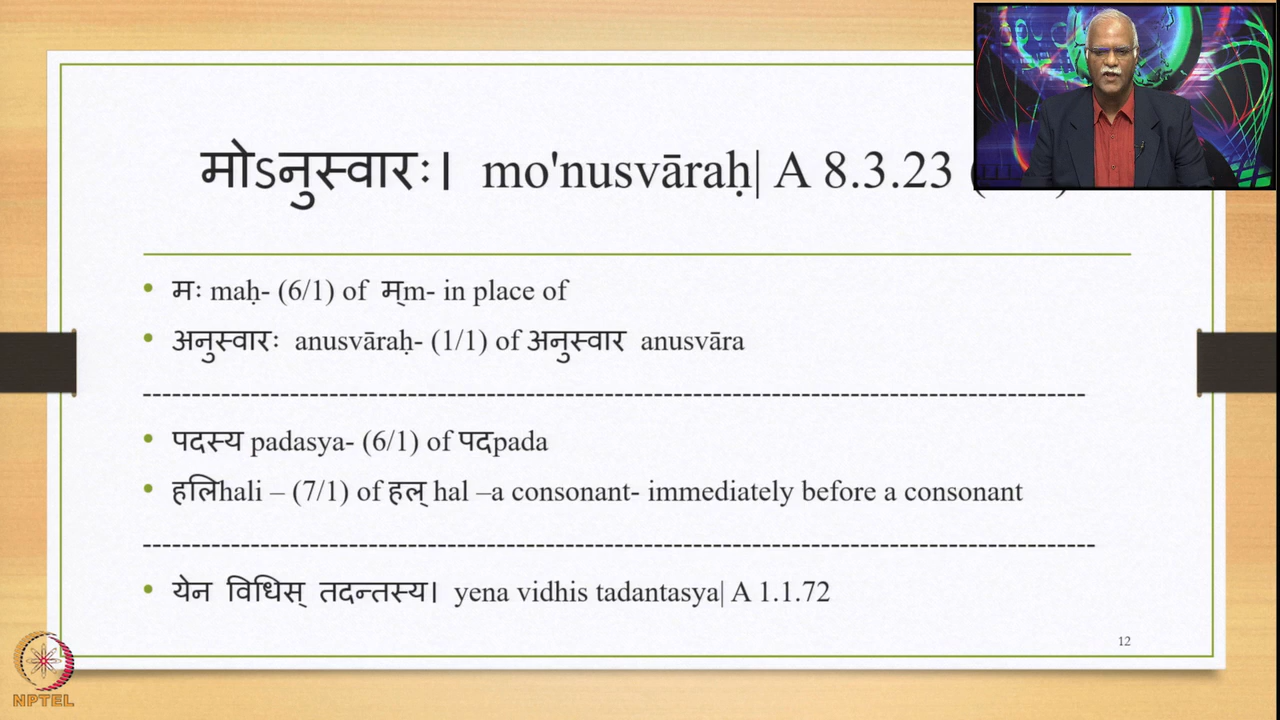 मोऽनुस्वारः। mo'nusvāraḥ| A 8.3.23
• मः maḥ- (6/1) of म्m- in place of
• अनुस्वारः anusvāraḥ- (1/1) of अनुस्वार anusvāra
• पदस्य padasya- (6/1) of पदpada
• हलिhali – (7/1) of हल् hal –a consonant- immediately before a consonant
• येन विधिस् तदन्तस्य। yena vidhis tadantasya| A 1.1.72
12
NPTEL